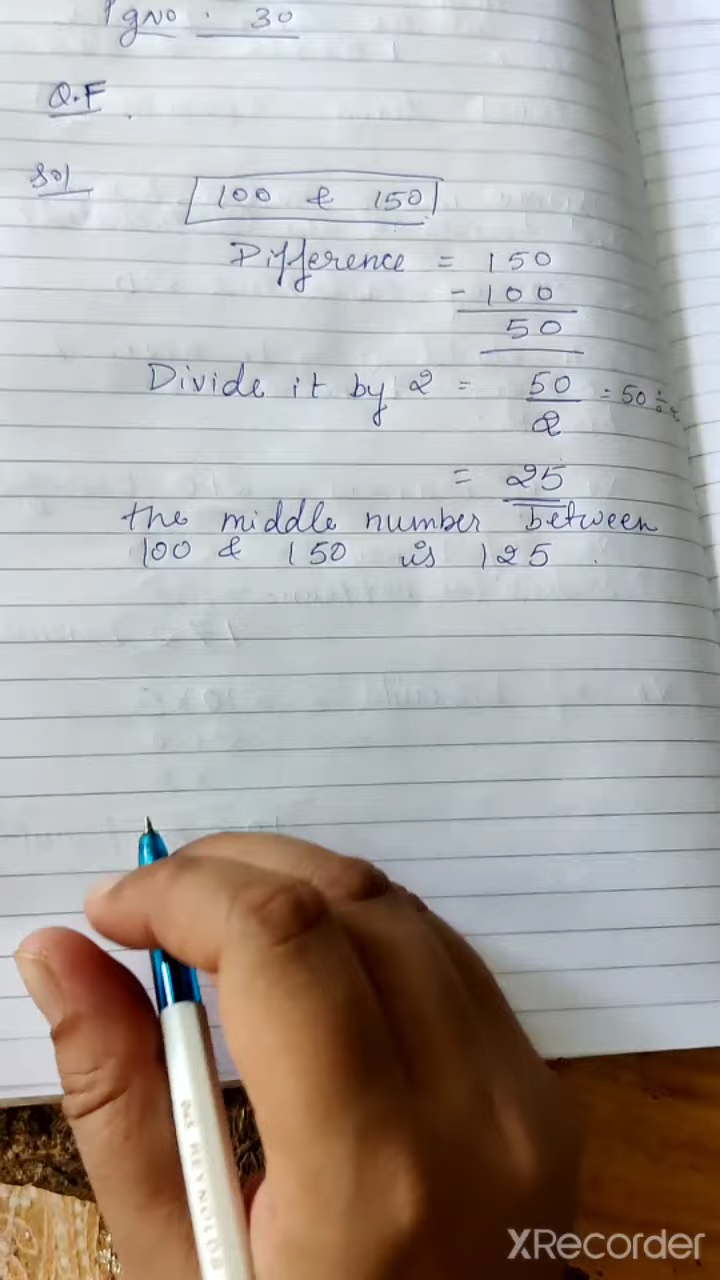 Pg No . 30
Q.F .
Sol
100 & 150
Difference = 150
- 100
50
Divide it by 2 = 50/2 = 50 ÷ 2
= 25
the middle number between
100 & 150 is 125 .
REYNOLDS
XRecorder